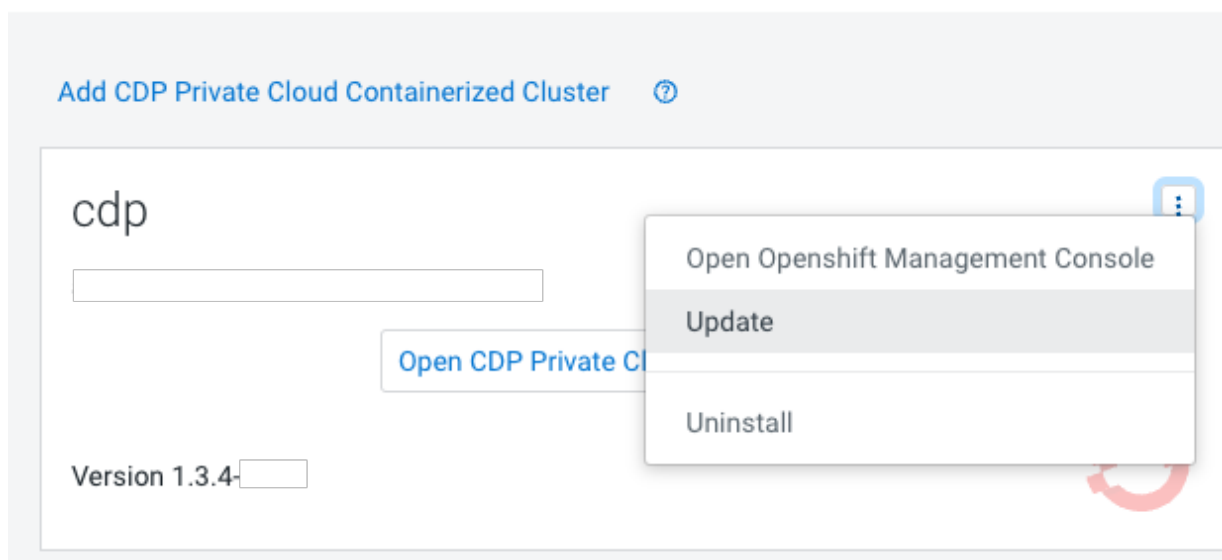 Add CDP Private Cloud Containerized Cluster
cdp
Open Openshift Management Console
Update
Open CDP Private
Uninstall
Version 1.3.4-